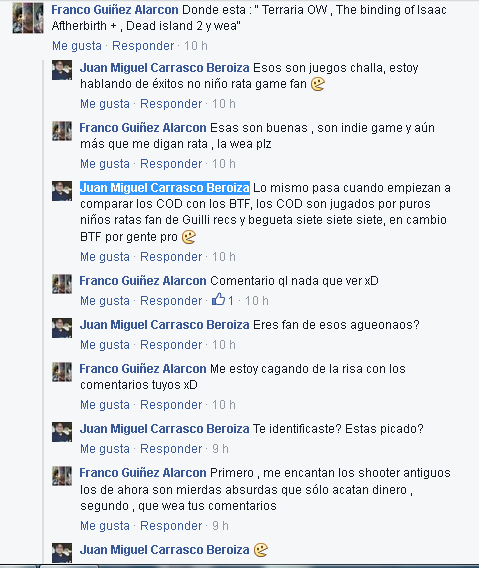 Franco Guiñez Alarcon Donde esta : " Terraria OW , The binding of Isaac
Aftherbirth + , Dead island 2 y wea"
Me gusta · Responder · 10 h
Juan Miguel Carrasco Beroiza Esos son juegos challa, estoy
hablando de éxitos no niño rata game fan
Me gusta · Responder · 10 h
Franco Guiñez Alarcon Esas son buenas , son indie game y aún
más que me digan rata , la wea plz
Me gusta · Responder · 10 h
Juan Miguel Carrasco Beroiza Lo mismo pasa cuando empiezan a
comparar los COD con los BTF, los COD son jugados por puros
niños ratas fan de Guilli recs y begueta siete siete siete, en cambio
BTF por gente pro
Me gusta · Responder · 10 h
Franco Guiñez Alarcon Comentario ql nada que ver xD
Me gusta · Responder · 1 · 10 h
Juan Miguel Carrasco Beroiza Eres fan de esos agueonaos?
Me gusta · Responder · 10 h
Franco Guiñez Alarcon Me estoy cagando de la risa con los
comentarios tuyos xD
Me gusta · Responder · 10 h
Juan Miguel Carrasco Beroiza Te identificaste? Estas picado?
Me gusta · Responder · 9 h
Franco Guiñez Alarcon Primero , me encantan los shooter antiguos
los de ahora son mierdas absurdas que sólo acatan dinero ,
segundo , que wea tus comentarios
Me gusta · Responder · 9 h
Juan Miguel Carrasco Beroiza